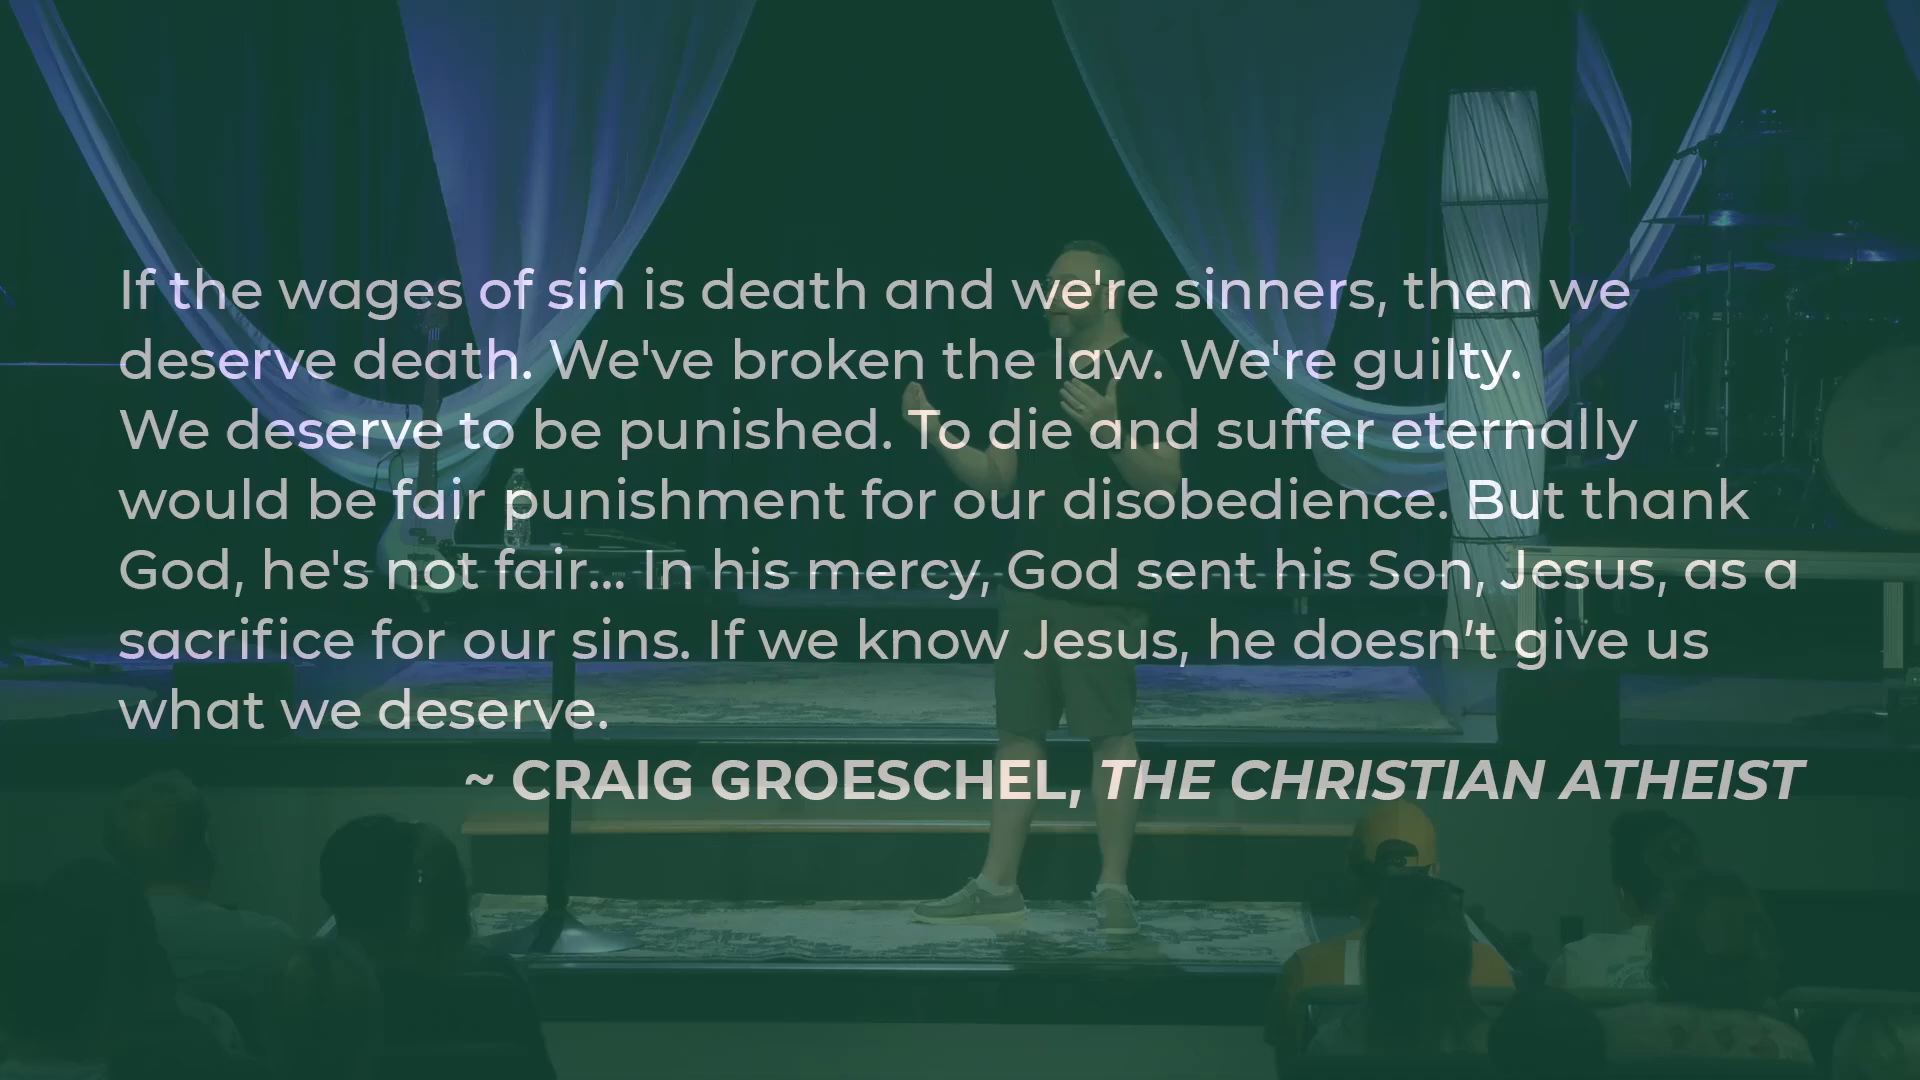 If the wages of sin is death and we're sinners, then we
deserve death. We've broken the law. We're guilty.
We deserve to be punished. To die and suffer eternally
would be fair punishment for our disobedience. But thank
God, he's not fair... In his mercy, God sent his Son, Jesus, as a
sacrifice for our sins. If we know Jesus, he doesn’t give us
what we deserve.
~ CRAIG GROESCHEL, THE CHRISTIAN ATHEIST